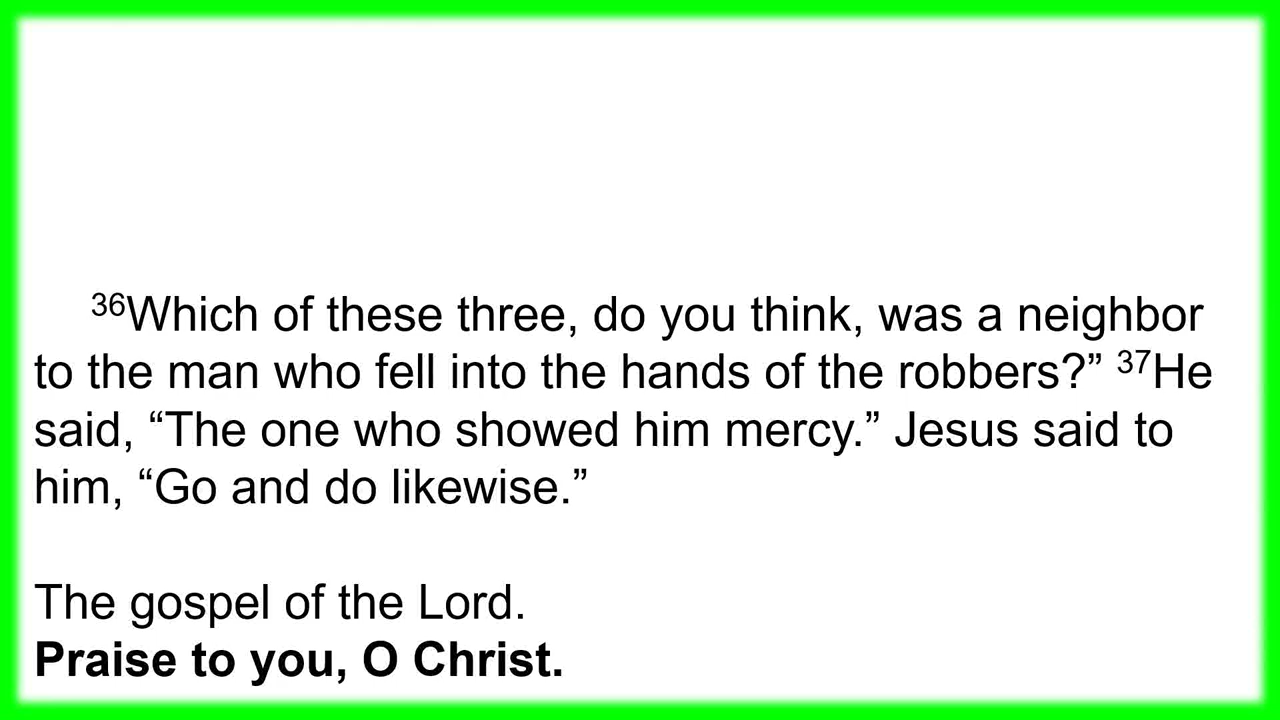 36Which of these three, do you think, was a neighbor
to the man who fell into the hands of the robbers?” 37He
said, “The one who showed him mercy.” Jesus said to
him, “Go and do likewise.”
The gospel of the Lord.
Praise to you, O Christ.